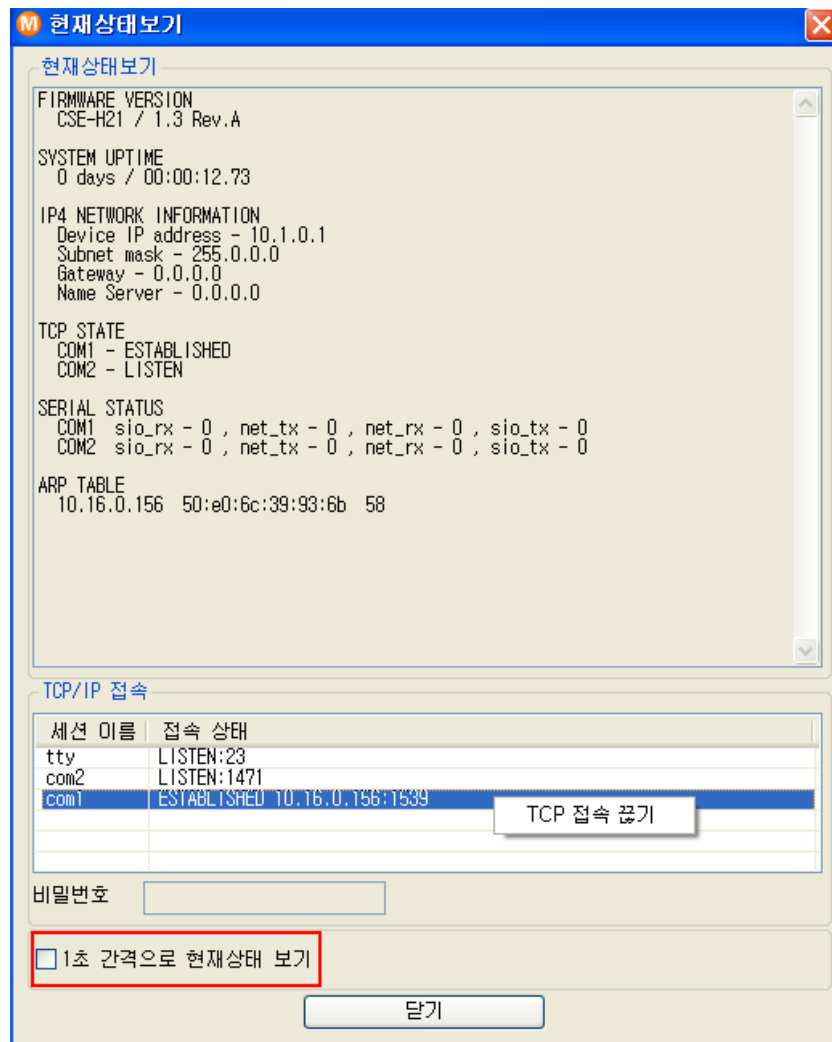 현재상태보기
현재상태보기
FIRMWARE VERSION
CSE-H21 / 1.3 Rev.A
SYSTEM UPTIME
0 days / 00:00:12.73
IP4 NETWORK INFORMATION
Device IP address - 10.1.0.1
Subnet mask - 255.0.0.0
Gateway - 0.0.0.0
Name Server - 0.0.0.0
TCP STATE
COM1 - ESTABLISHED
COM2 - LISTEN
SERIAL STATUS
COM1 sio_rx - 0 , net_tx - 0 , net_rx - 0 , sio_tx - 0
COM2 sio_rx - 0 , net_tx - 0 , net_rx - 0 , sio_tx - 0
ARP TABLE
10.16.0.156 50:e0:6c:39:93:6b 58
TCP/IP 접속
세션 이름 접속 상태
tty LISTEN:23
com2 LISTEN:1471
com1 ESTABLISHED 10.16.0.156:1539
TCP 접속 끊기
비밀번호
1초 간격으로 현재상태 보기
닫기